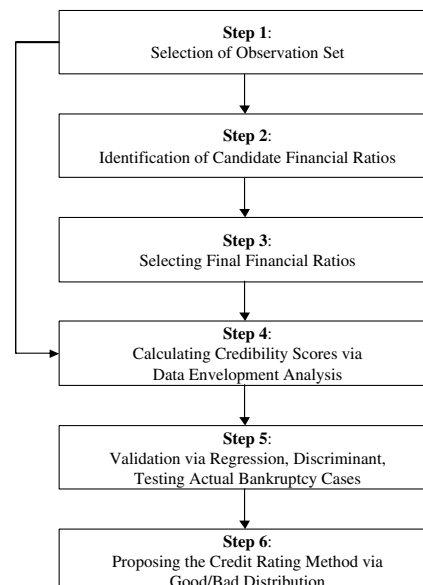 Step 1:
Selection of Observation Set
Step 2:
Identification of Candidate Financial Ratios
Step 3:
Selecting Final Financial Ratios
Step 4:
Calculating Credibility Scores via
Data Envelopment Analysis
Step 5:
Validation via Regression, Discriminant,
Testing Actual Bankruptcy Cases
Step 6:
Proposing the Credit Rating Method via
Good/Bad Distribution